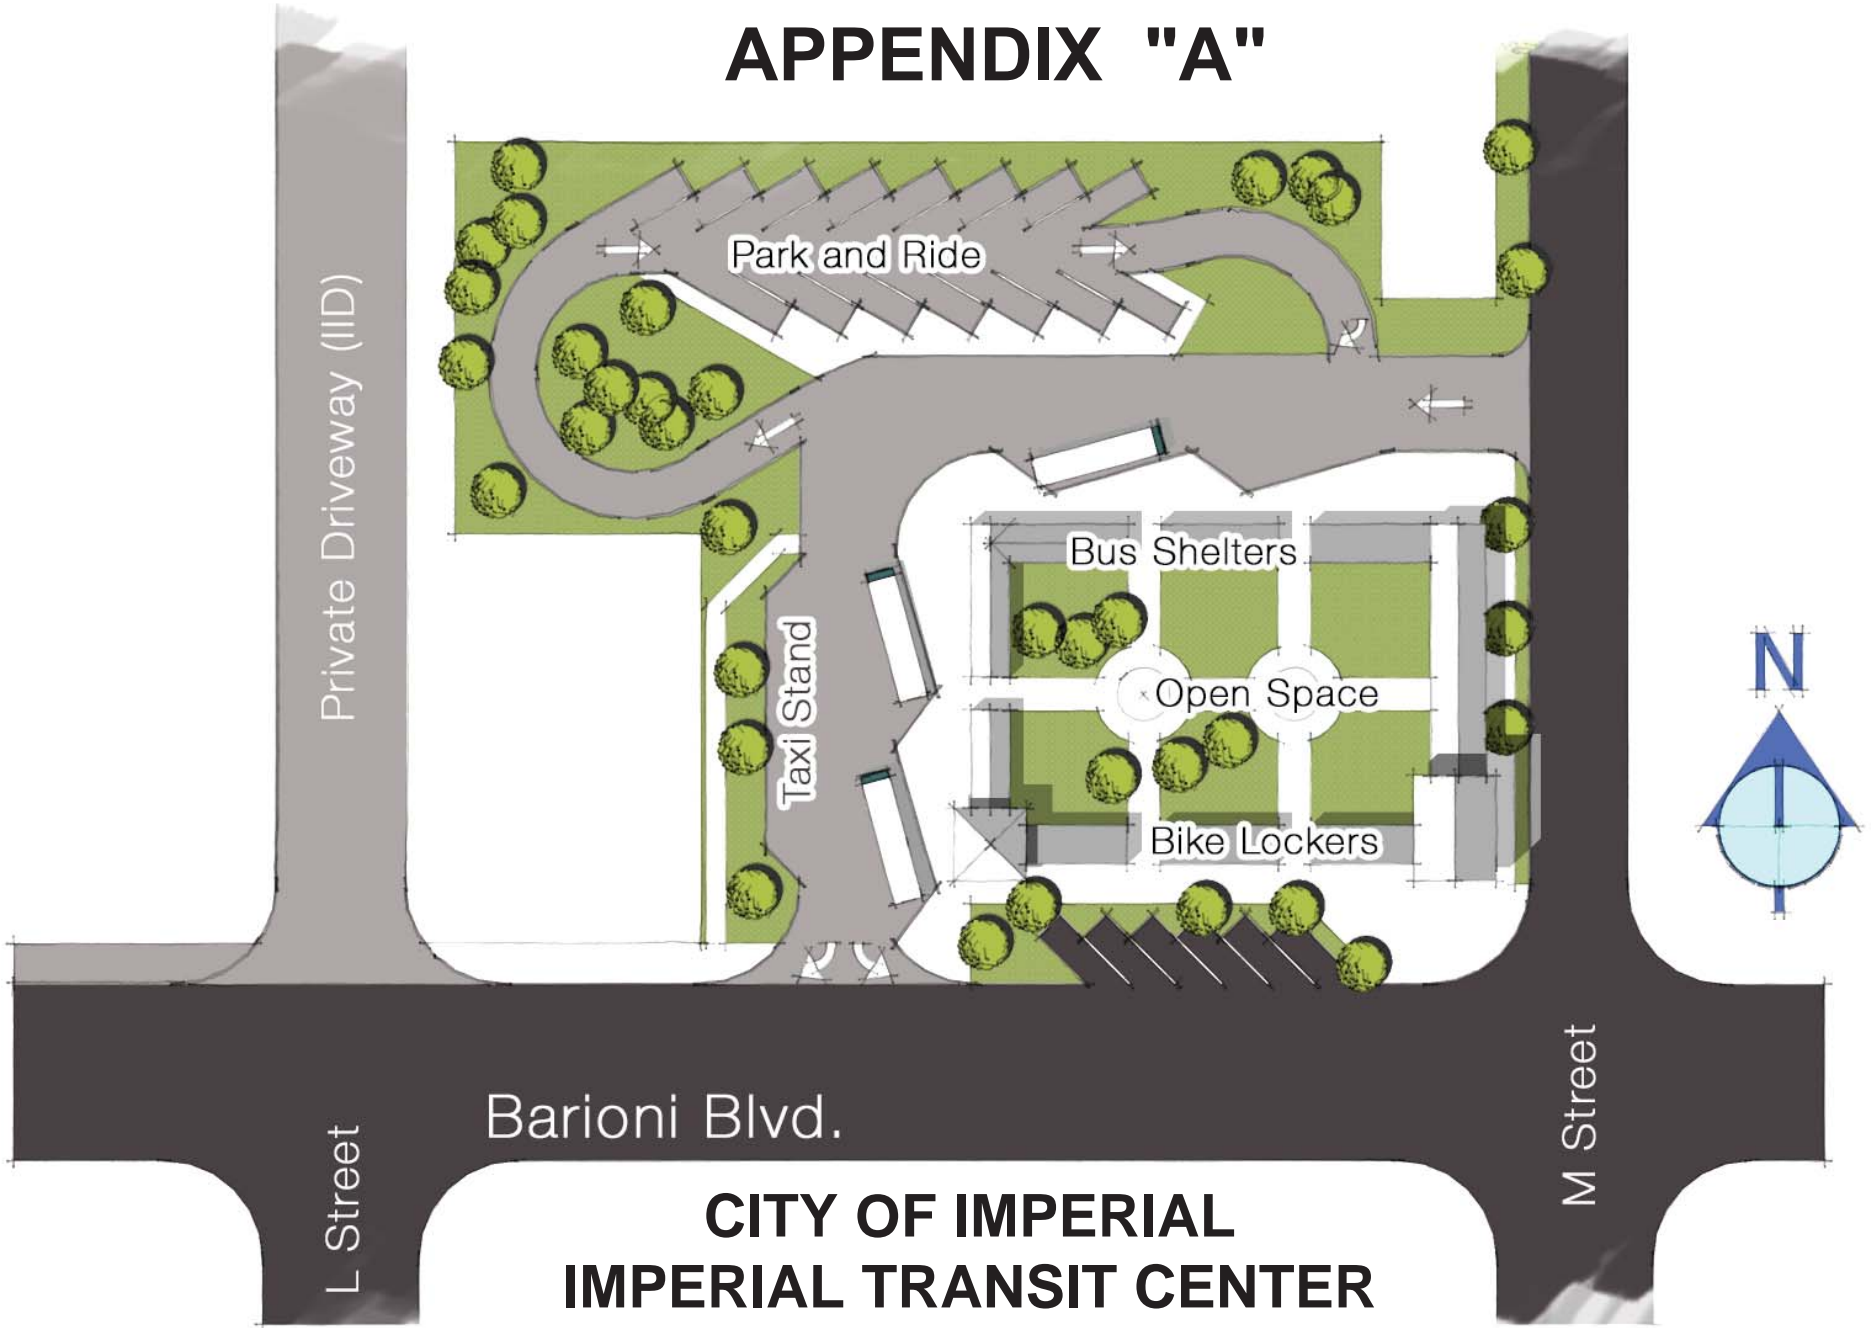 APPENDIX "A"
Park and Ride
Private Driveway (IID)
Bus Shelters
Taxi Stand
Open Space
N
Bike Lockers
Barioni Blvd.
L Street
M Street
CITY OF IMPERIAL
IMPERIAL TRANSIT CENTER